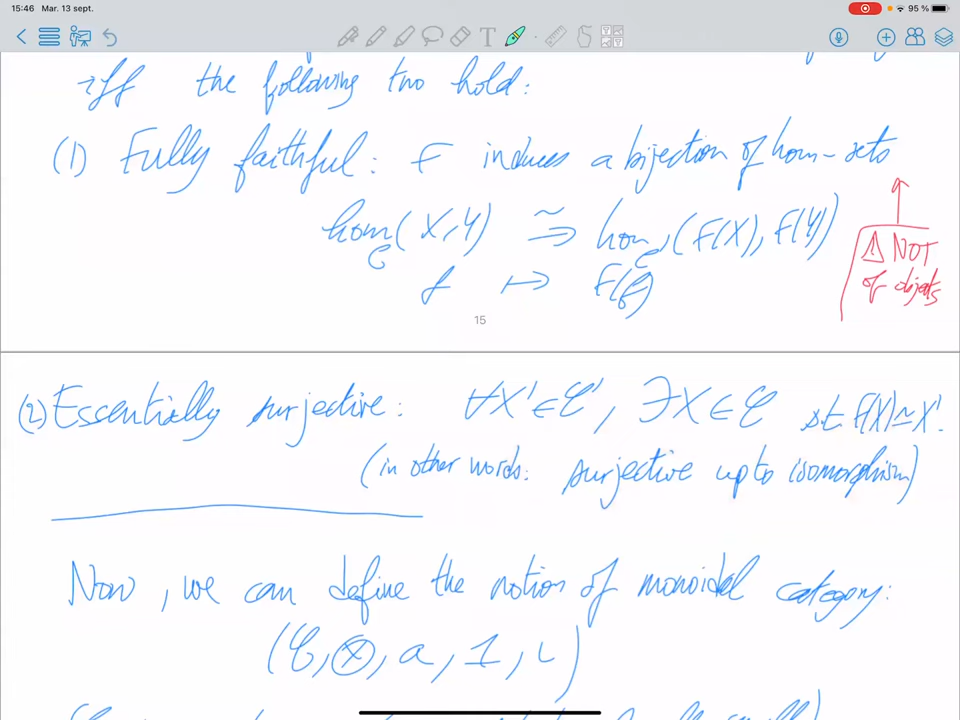 15:46 Mar. 13 sept. 95 %
iff the following two hold:
(1) Fully faithful: F induces a bijection of hom-sets
hom_C(X,Y) ≅ hom_C'(F(X),F(Y))
f ↦ F(f)
⚠ NOT
of objets
15
(2) Essentially surjective: ∀X'∈C', ∃X∈C st F(X)≃X'.
(in other words: surjective up to isomorphism)
Now, we can define the notion of monoidal category:
(C, ⊗, a, 1, ι)